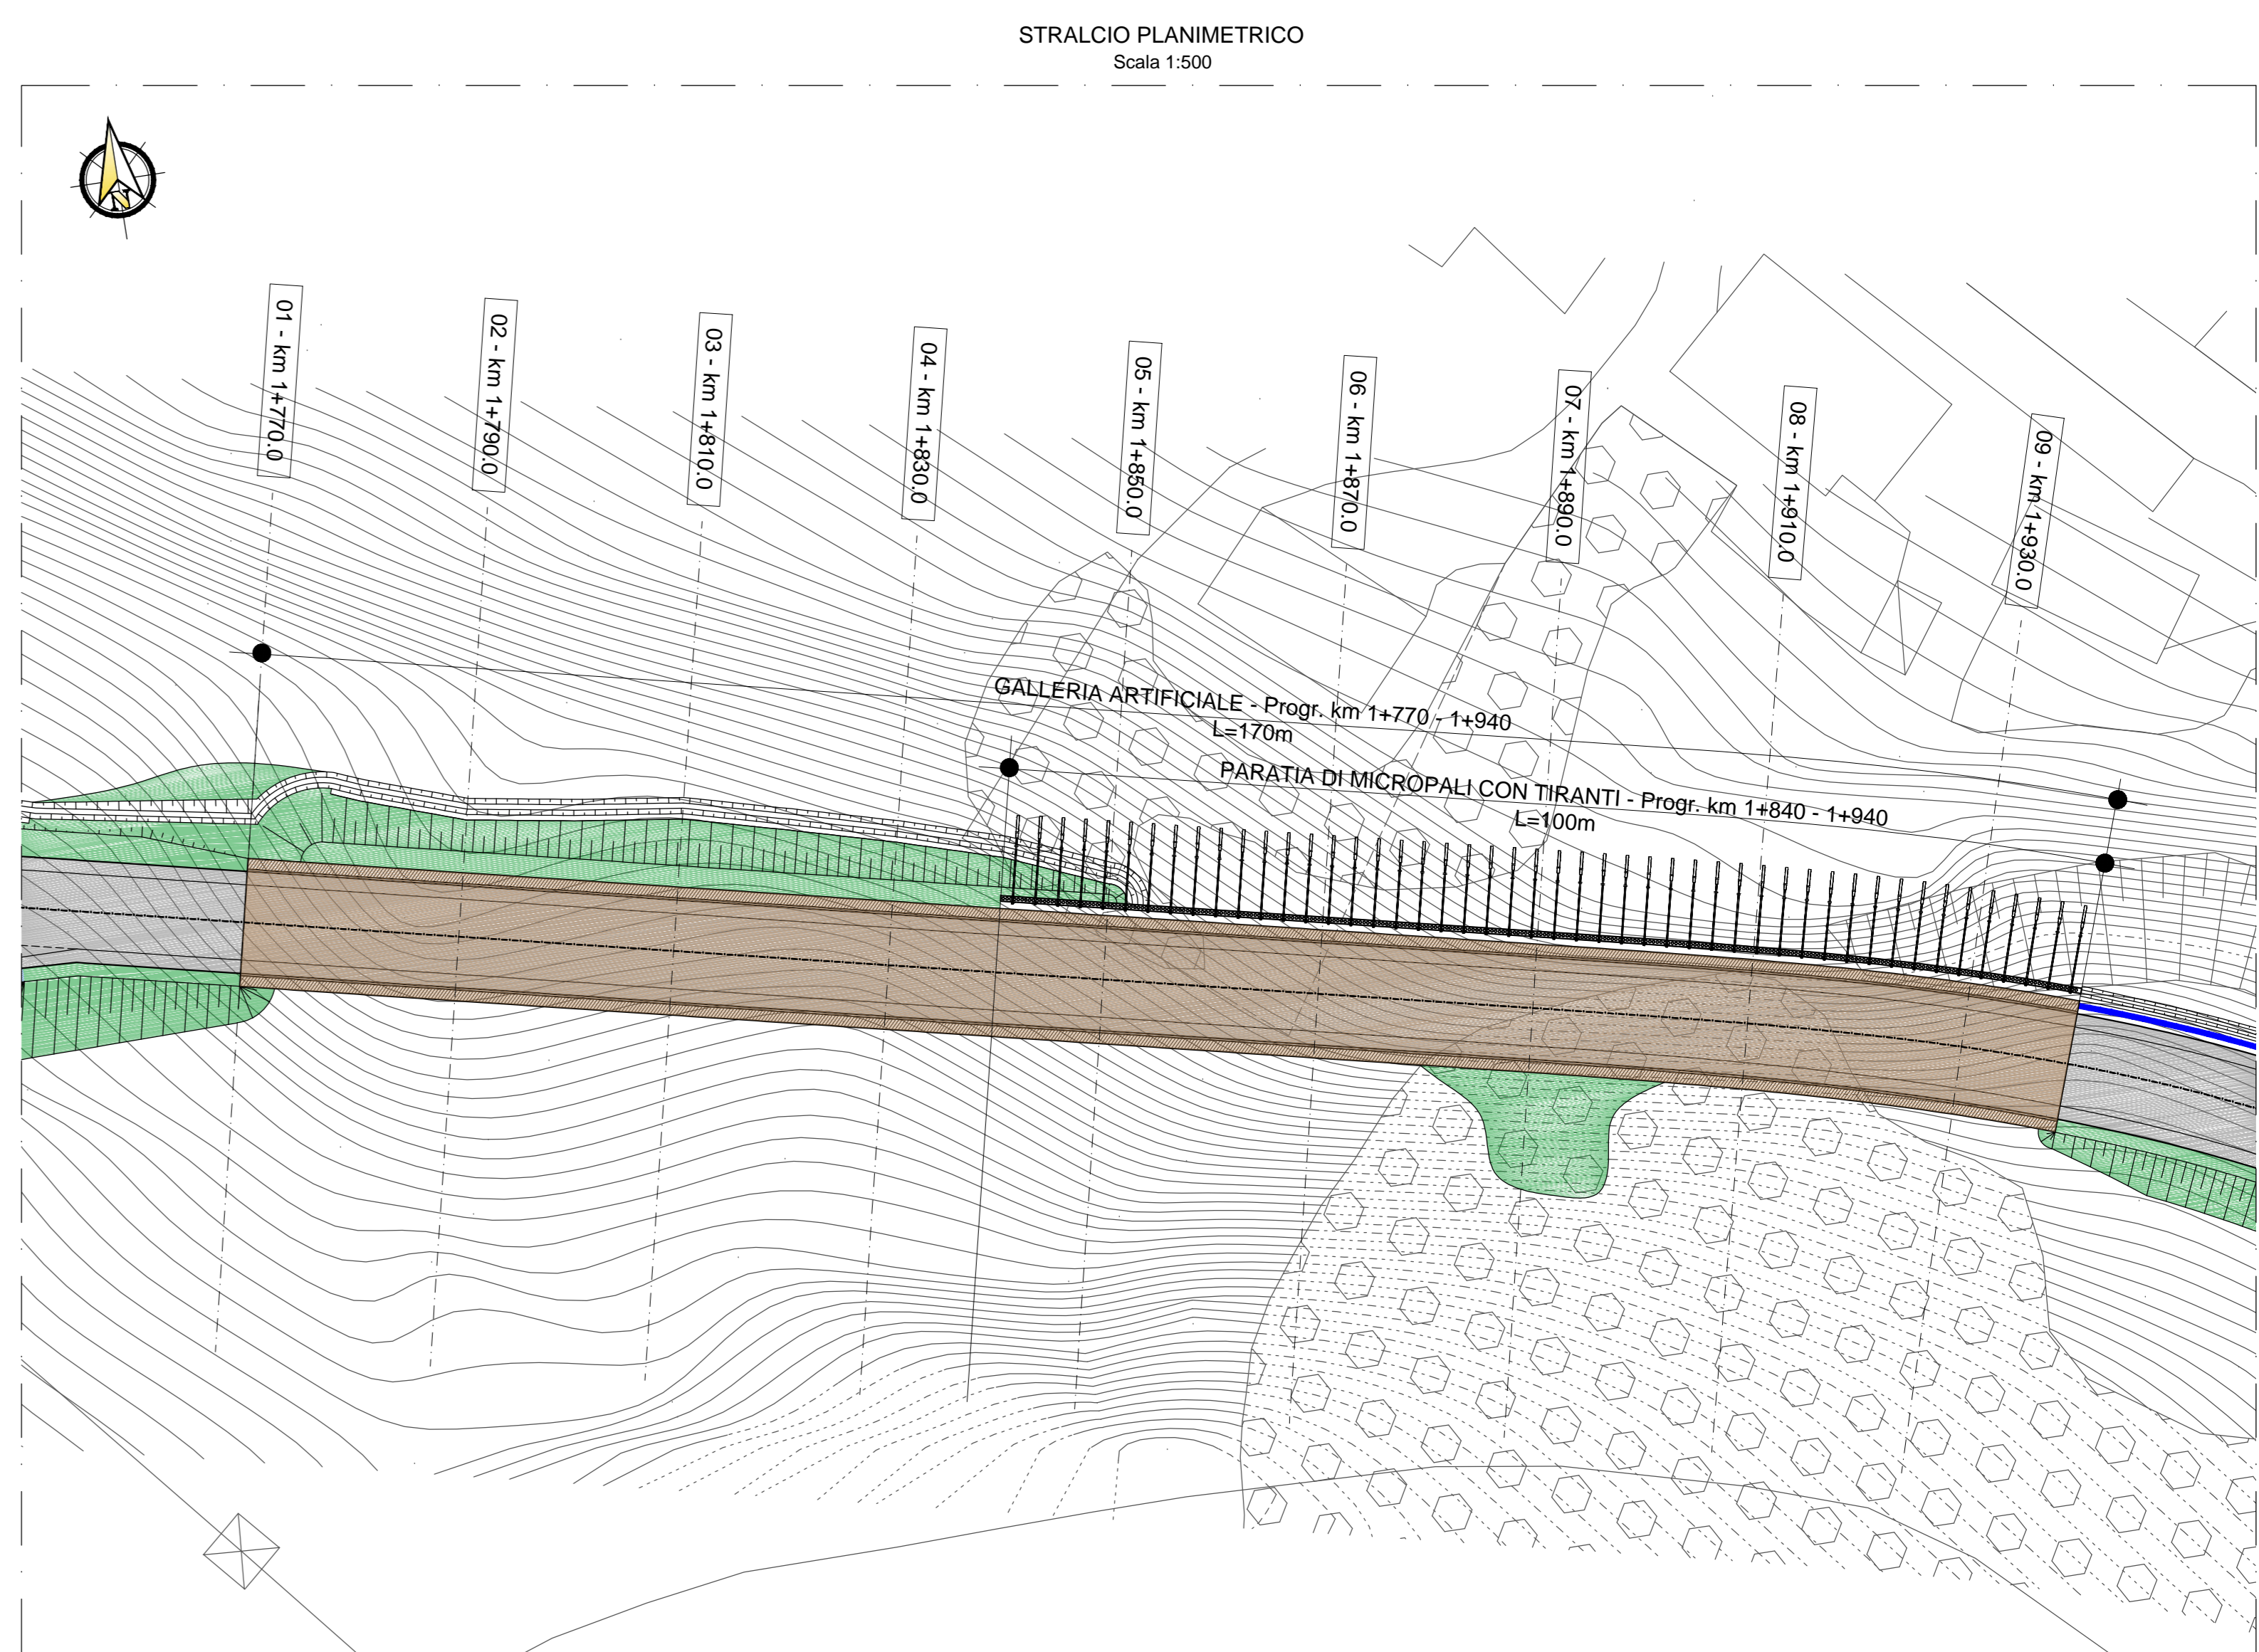 STRALCIO PLANIMETRICO
Scala 1:500
01 - km 1+770.0
02 - km 1+790.0
03 - km 1+810.0
04 - km 1+830.0
05 - km 1+850.0
06 - km 1+870.0
07 - km 1+890.0
08 - km 1+910.0
09 - km 1+930.0
GALLERIA ARTIFICIALE - Progr. km 1+770 - 1+940
L=170m
PARATIA DI MICROPALI CON TIRANTI - Progr. km 1+840 - 1+940
L=100m